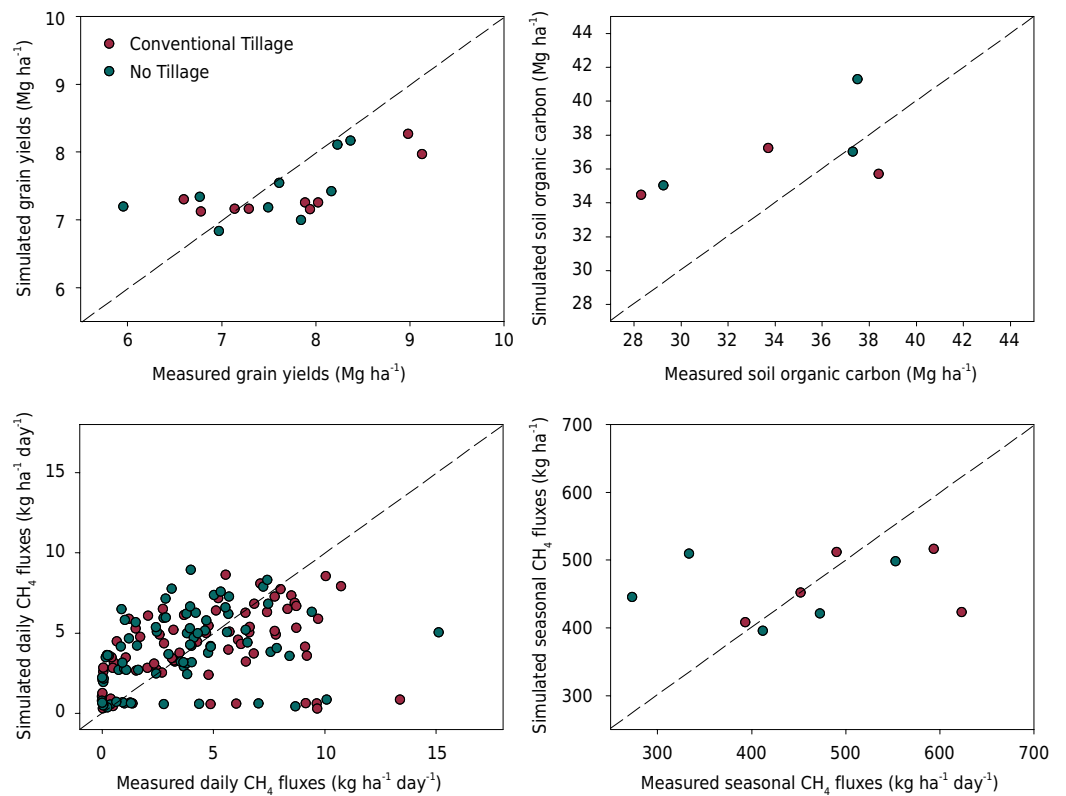 Simulated grain yields (Mg ha⁻¹)
10
9
8
7
6
Conventional Tillage
No Tillage
6 7 8 9 10
Measured grain yields (Mg ha⁻¹)
Simulated soil organic carbon (Mg ha⁻¹)
44
42
40
38
36
34
32
30
28
28 30 32 34 36 38 40 42 44
Measured soil organic carbon (Mg ha⁻¹)
Simulated daily CH₄ fluxes (kg ha⁻¹ day⁻¹)
15
10
5
0
0 5 10 15
Measured daily CH₄ fluxes (kg ha⁻¹ day⁻¹)
Simulated seasonal CH₄ fluxes (kg ha⁻¹)
700
600
500
400
300
300 400 500 600 700
Measured seasonal CH₄ fluxes (kg ha⁻¹ day⁻¹)